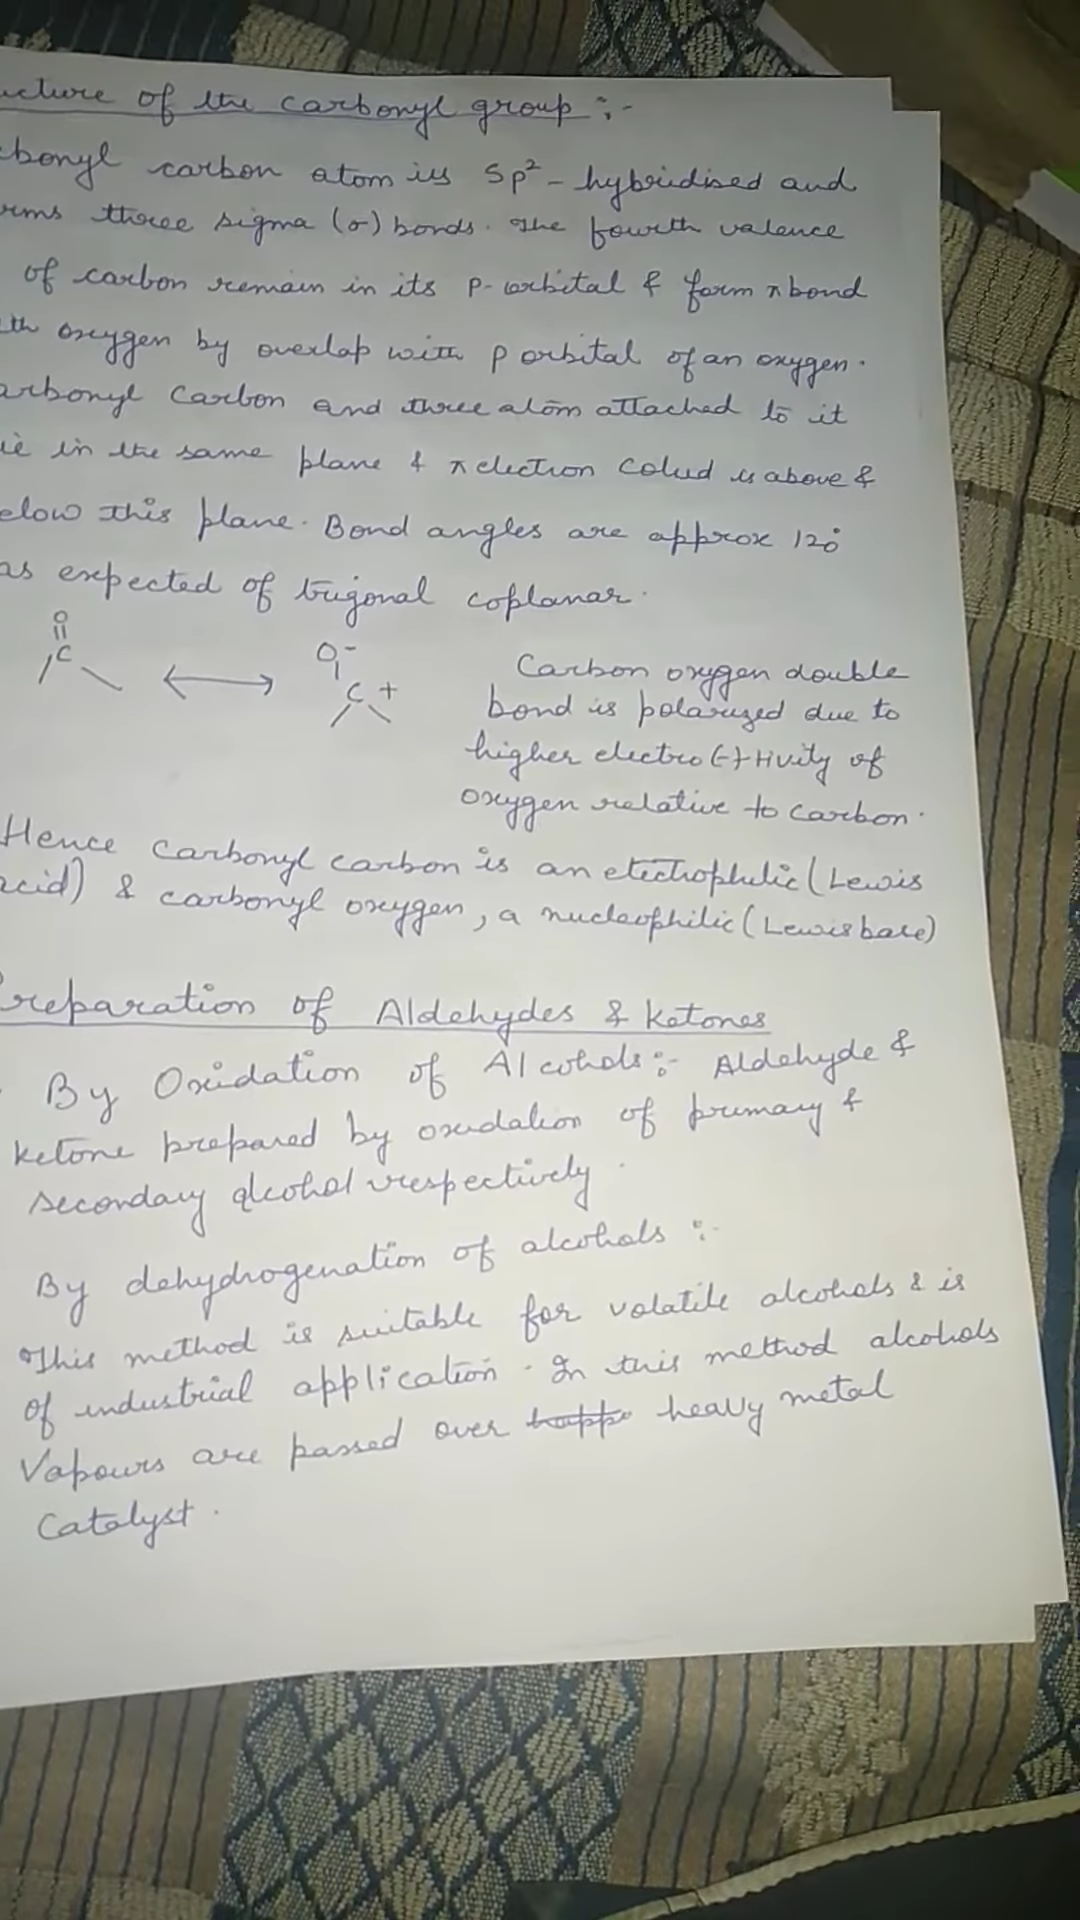 ucture of the carbonyl group :-
bonyl carbon atom is Sp²-hybridised and
rms three sigma (σ) bonds. The fourth valence
of carbon remain in its p-orbital & form π bond
th oxygen by overlap with p orbital of an oxygen.
arbonyl Carbon and three atom attached to it
ie in the same plane & π electron Colud is above &
elow this plane. Bond angles are approx 120°
as expected of trigonal coplanar.
O
C
O-
C +
Carbon oxygen double
bond is polarized due to
higher electro(-)tivity of
oxygen relative to carbon.
Hence Carbonyl carbon is an electrophilic (Lewis
acid) & carbonyl oxygen, a nucleophilic (Lewis base)
Preparation of Aldehydes & Ketones
By Oxidation of Alcohols :- Aldehyde &
Ketone prepared by oxidation of primary &
secondary alcohol respectively.
By dehydrogenation of alcohols :-
This method is suitable for volatile alcohols & is
of industrial application. In this method alcohols
Vapours are passed over heavy metal
Catalyst.